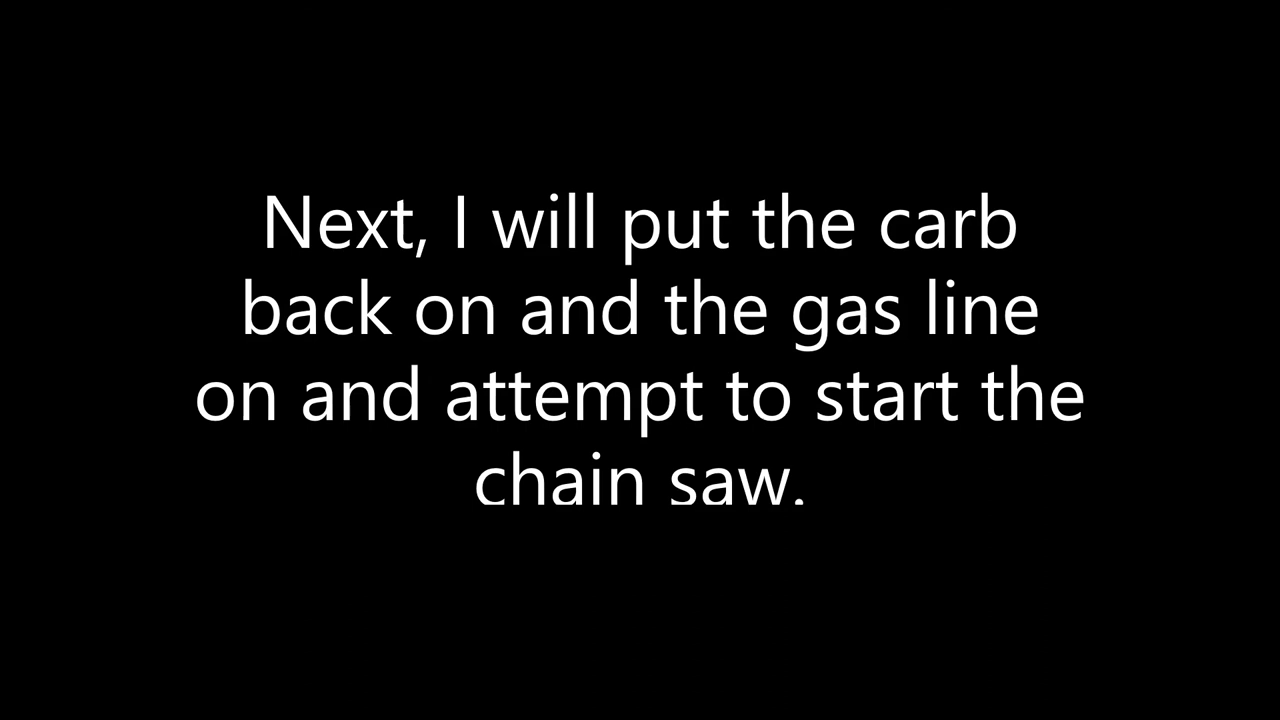 Next, I will put the carb
back on and the gas line
on and attempt to start the
chain saw.